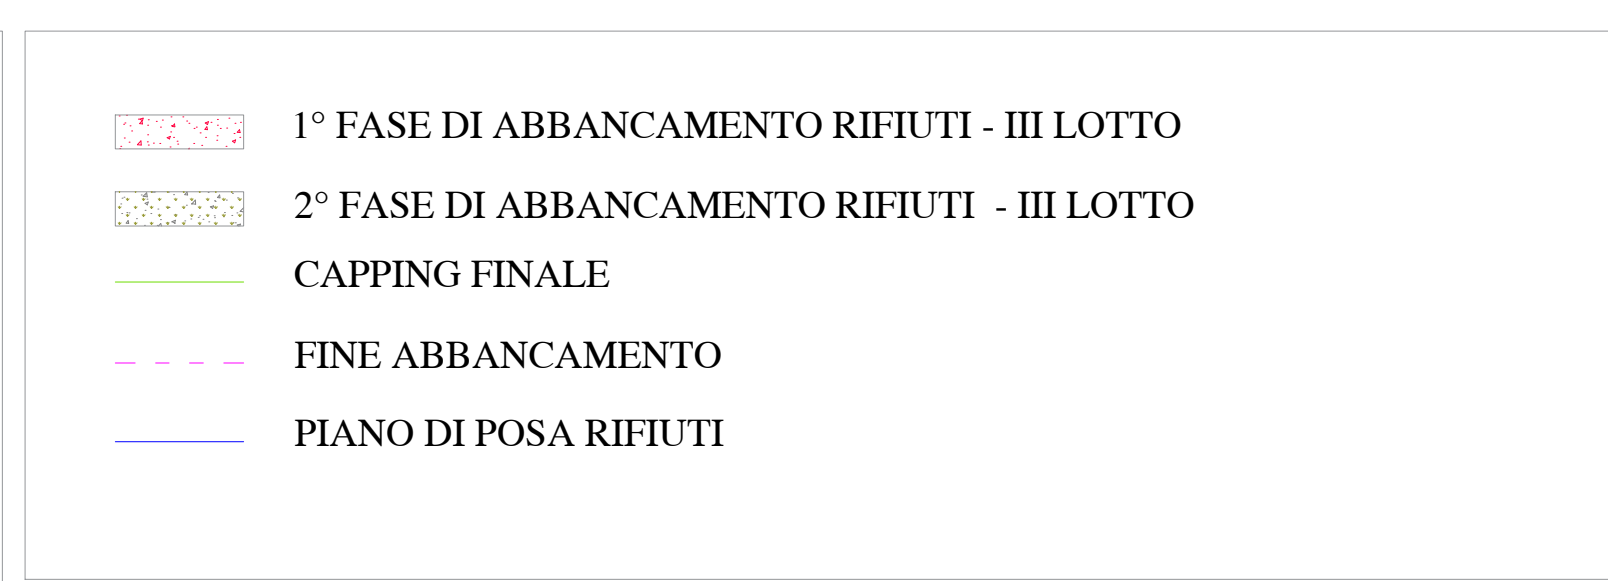 1° FASE DI ABBANCAMENTO RIFIUTI - III LOTTO
2° FASE DI ABBANCAMENTO RIFIUTI - III LOTTO
CAPPING FINALE
FINE ABBANCAMENTO
PIANO DI POSA RIFIUTI